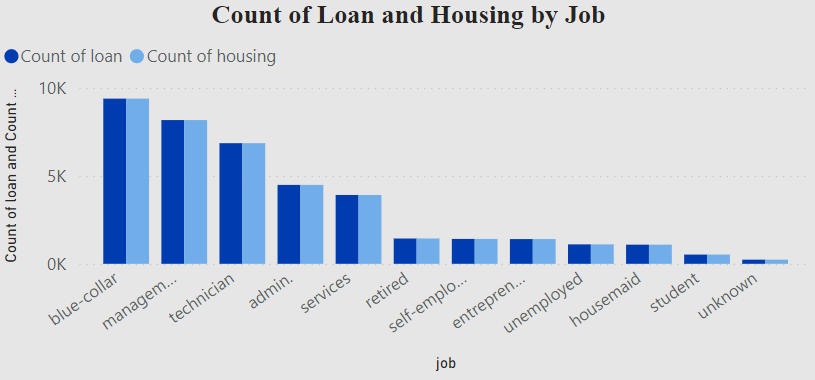 Count of Loan and Housing by Job
Count of loan Count of housing
Count of loan and Count ...
10K
5K
0K
blue-collar
managem...
technician
admin.
services
retired
self-emplo...
entrepren...
unemployed
housemaid
student
unknown
job